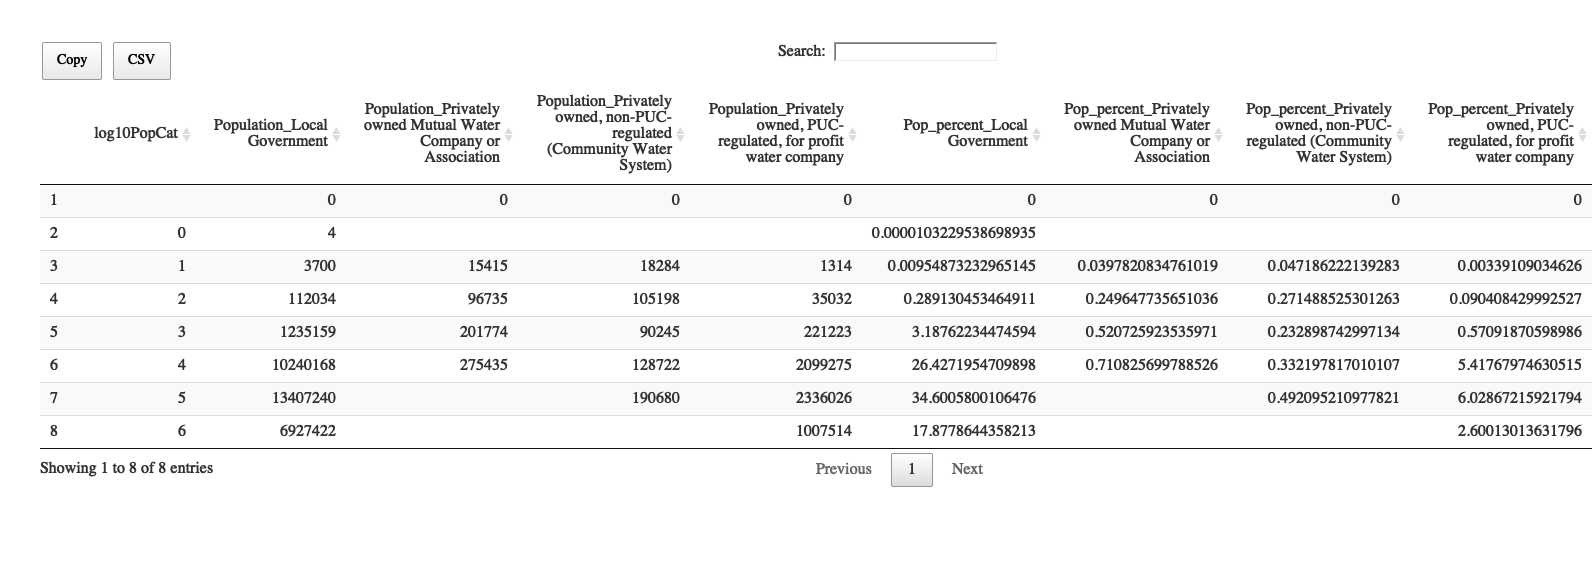 Copy CSV Search:
log10PopCat Population_Local Government Population_Privately owned Mutual Water Company or Association Population_Privately owned, non-PUC-regulated (Community Water System) Population_Privately owned, PUC-regulated, for profit water company Pop_percent_Local Government Pop_percent_Privately owned Mutual Water Company or Association Pop_percent_Privately owned, non-PUC-regulated (Community Water System) Pop_percent_Privately owned, PUC-regulated, for profit water company
1 0 0 0 0 0 0 0 0
2 0 4 0.0000103229538698935
3 1 3700 15415 18284 1314 0.00954873232965145 0.0397820834761019 0.047186222139283 0.00339109034626
4 2 112034 96735 105198 35032 0.289130453464911 0.249647735651036 0.271488525301263 0.090408429992527
5 3 1235159 201774 90245 221223 3.18762234474594 0.520725923535971 0.232898742997134 0.57091870598986
6 4 10240168 275435 128722 2099275 26.4271954709898 0.710825699788526 0.332197817010107 5.41767974630515
7 5 13407240 190680 2336026 34.6005800106476 0.492095210977821 6.02867215921794
8 6 6927422 1007514 17.8778644358213 2.60013013631796
Showing 1 to 8 of 8 entries Previous 1 Next